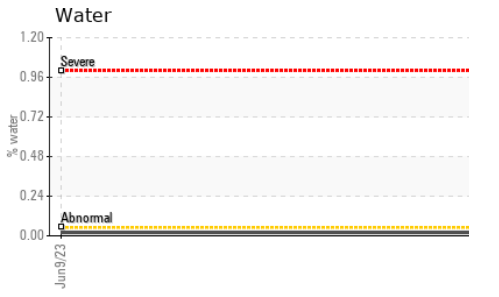 Water
1.20
Severe
0.96
0.72
% water
0.48
0.24
Abnormal
0.00
Jun9/23